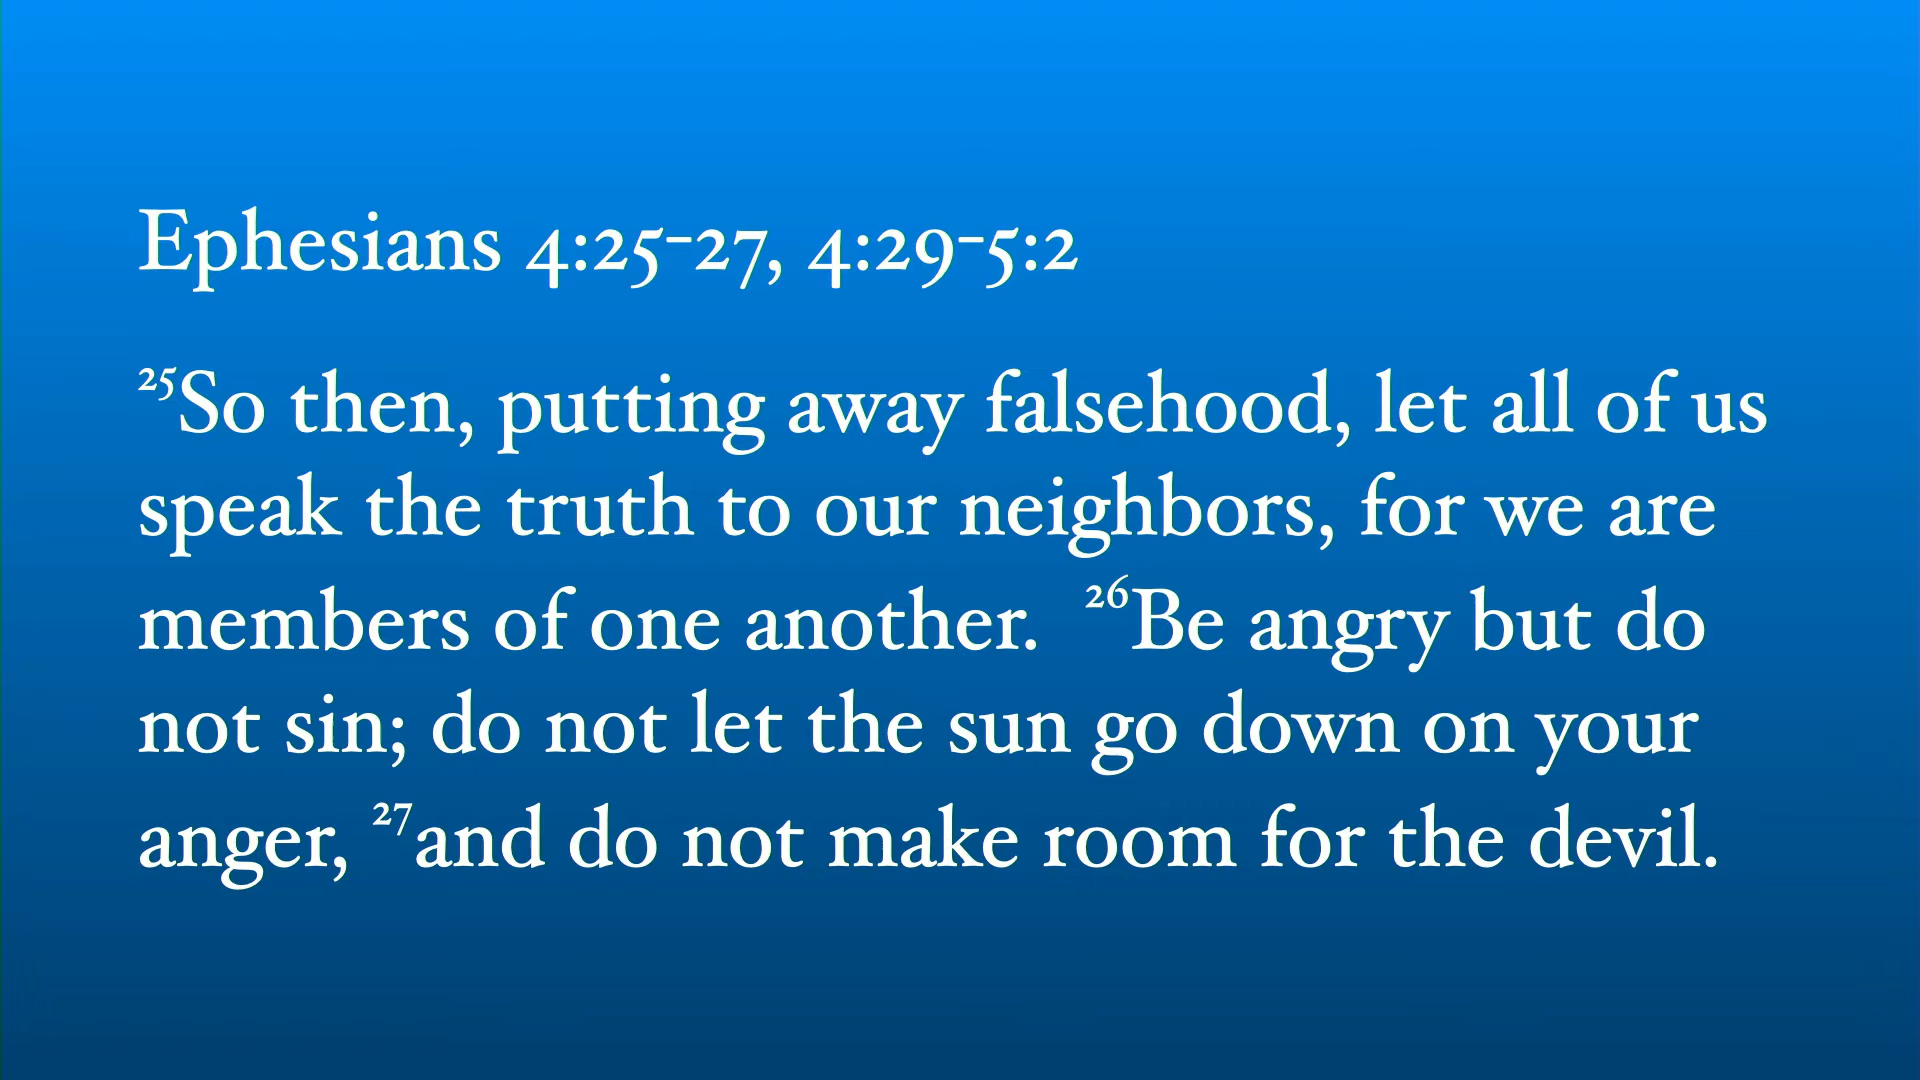 Ephesians 4:25-27, 4:29-5:2
²⁵So then, putting away falsehood, let all of us
speak the truth to our neighbors, for we are
members of one another. ²⁶Be angry but do
not sin; do not let the sun go down on your
anger, ²⁷and do not make room for the devil.